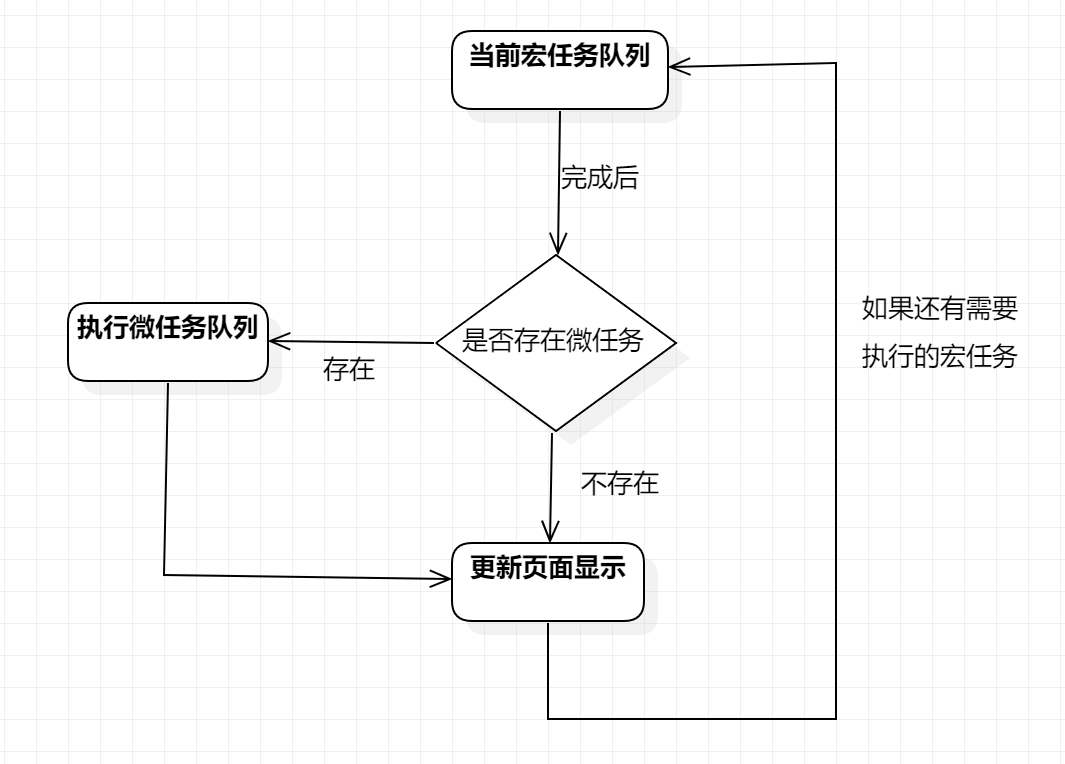 当前宏任务队列
完成后
是否存在微任务
存在
执行微任务队列
如果还有需要
执行的宏任务
不存在
更新页面显示